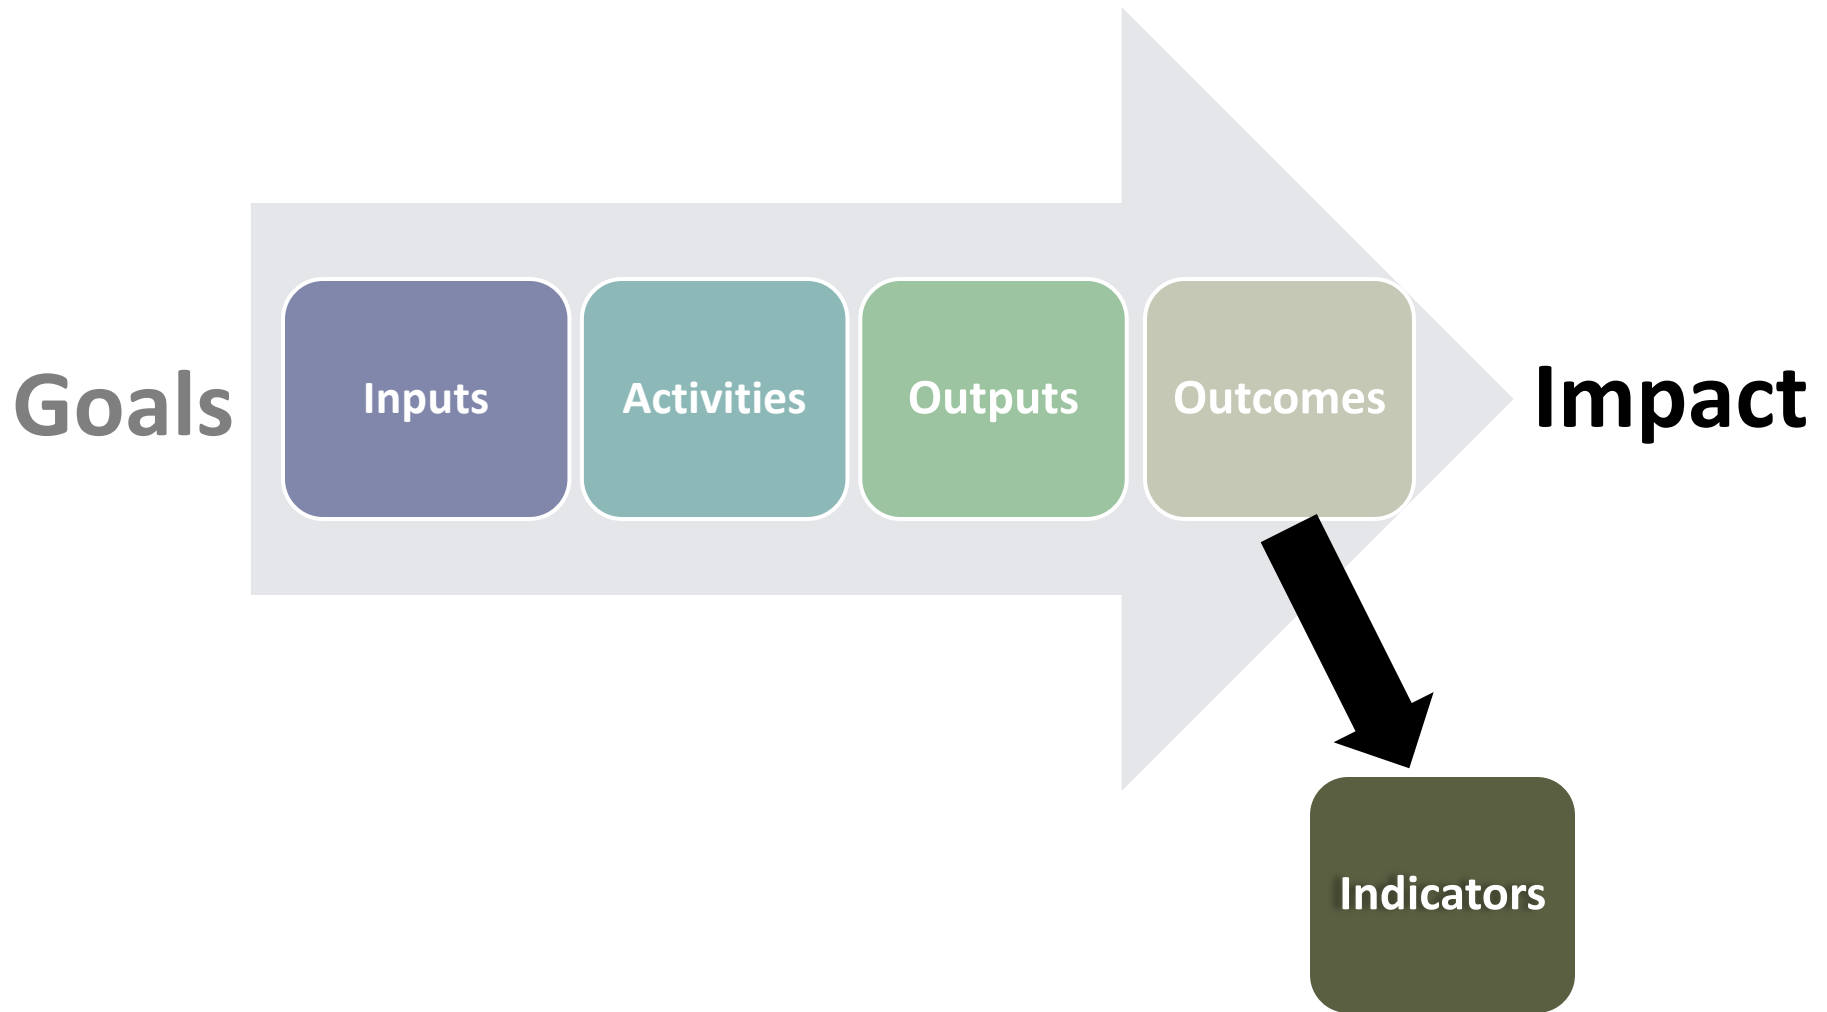 Goals
Inputs
Activities
Outputs
Outcomes
Impact
Indicators